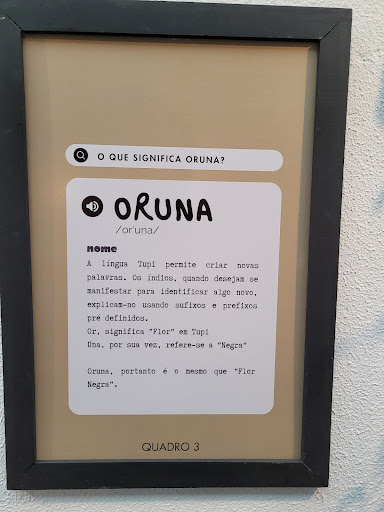 O QUE SIGNIFICA ORUNA?
ORUNA
/or'una/
nome
A lingua Tupi permite criar novas
palavras. Os índios, quando desejam se
manifestar para identificar algo novo,
explicam-no usando sufixos e prefixos
pré definidos.
Or, significa "Flor" em Tupi
Una, por sua vez, refere-se a "Negra"
Oruna, portanto é o mesmo que "Flor
Negra".
QUADRO 3